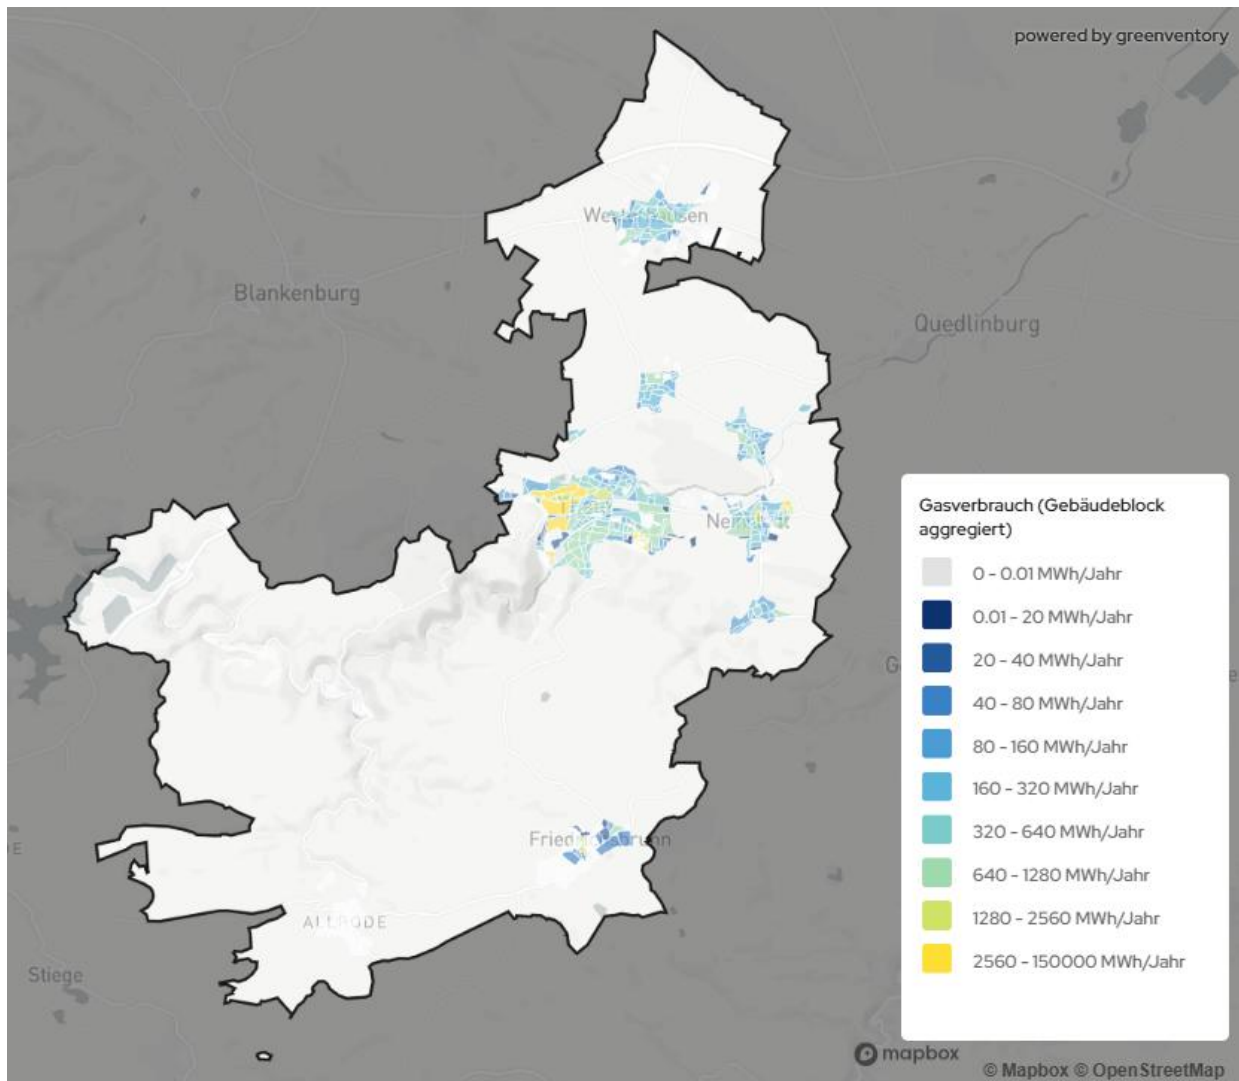 powered by greenventory
Blankenburg
Quedlinburg
Gasverbrauch (Gebäudeblock
aggregiert)
0 - 0.01 MWh/Jahr
0.01 - 20 MWh/Jahr
20 - 40 MWh/Jahr
40 - 80 MWh/Jahr
80 - 160 MWh/Jahr
160 - 320 MWh/Jahr
320 - 640 MWh/Jahr
640 - 1280 MWh/Jahr
1280 - 2560 MWh/Jahr
2560 - 150000 MWh/Jahr
ALLRODE
Stiege
mapbox
© Mapbox © OpenStreetMap